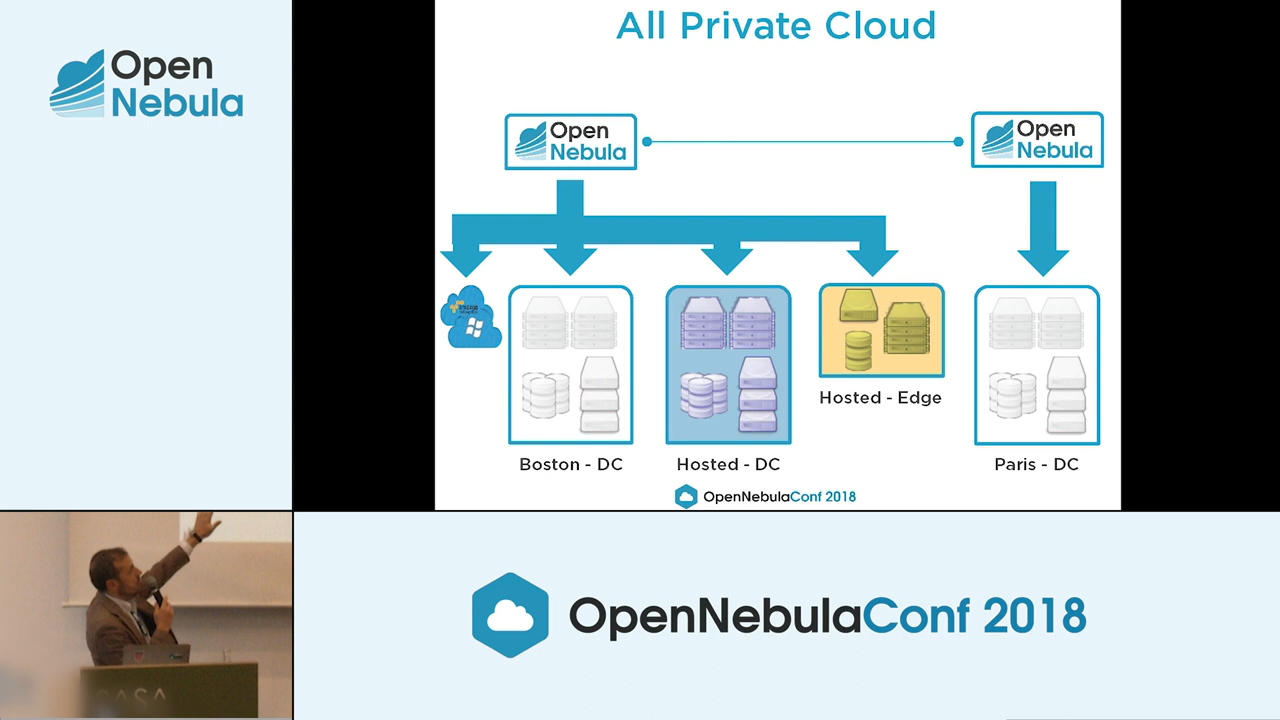 Open
Nebula
All Private Cloud
Open
Nebula
Open
Nebula
Boston - DC
Hosted - DC
Hosted - Edge
Paris - DC
OpenNebulaConf 2018
OpenNebulaConf 2018
CASA